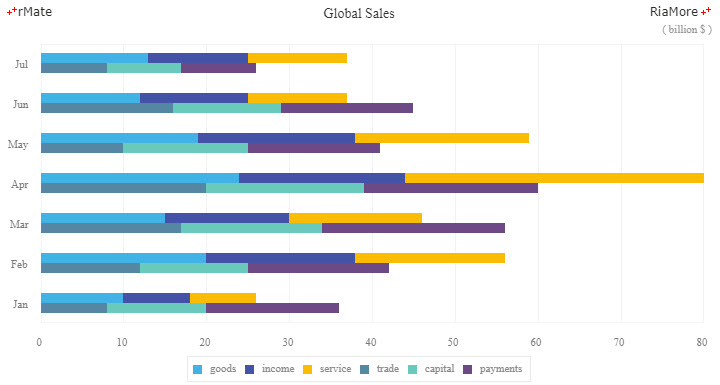 rMate
Global Sales
RiaMore
( billion $ )
Jul
Jun
May
Apr
Mar
Feb
Jan
0 10 20 30 40 50 60 70 80
goods income service trade capital payments